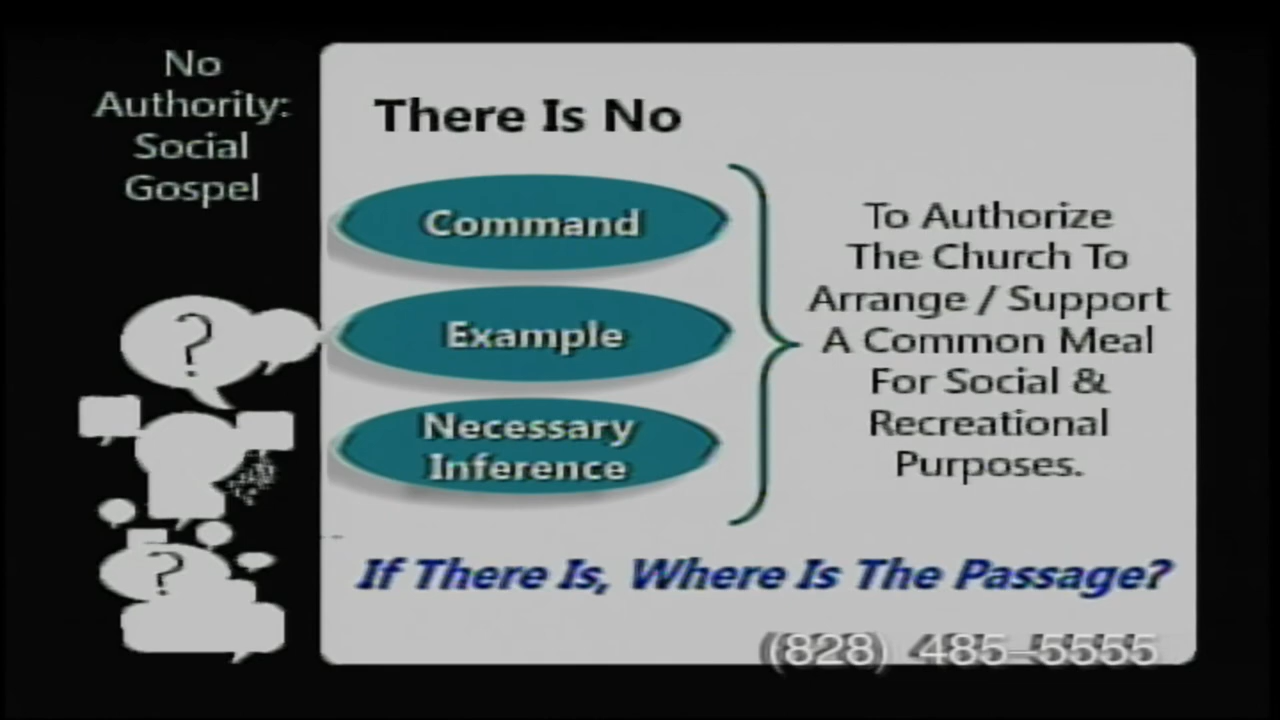 No
Authority:
Social
Gospel
There Is No
Command
Example
Necessary
Inference
To Authorize
The Church To
Arrange / Support
A Common Meal
For Social &
Recreational
Purposes.
?
?
If There Is, Where Is The Passage?
(828) 485-5555